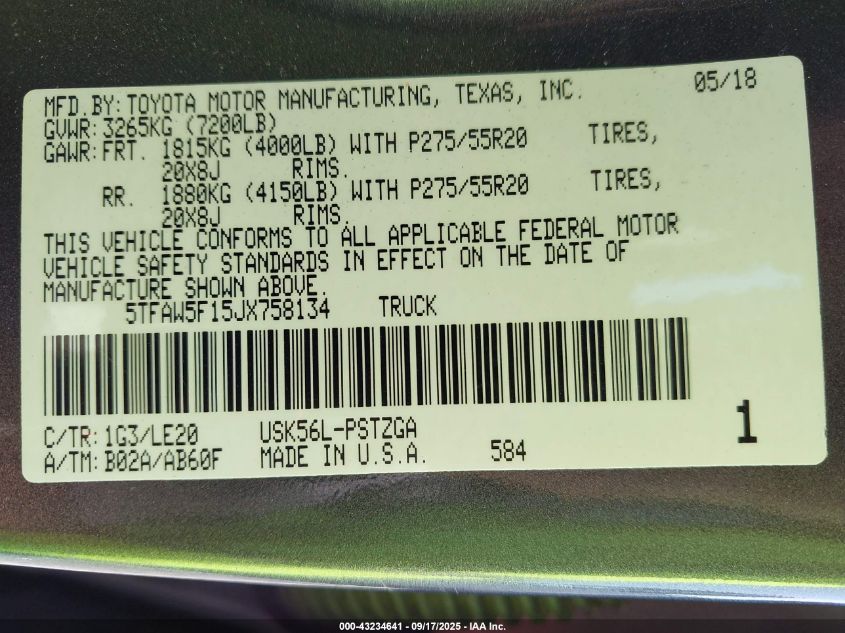 MFD.BY:TOYOTA MOTOR MANUFACTURING, TEXAS, INC. 05/18
GVWR:3265KG (7200LB)
GAWR:FRT. 1815KG (4000LB) WITH P275/55R20 TIRES,
20X8J RIMS.
RR. 1880KG (4150LB) WITH P275/55R20 TIRES,
20X8J RIMS.
THIS VEHICLE CONFORMS TO ALL APPLICABLE FEDERAL MOTOR
VEHICLE SAFETY STANDARDS IN EFFECT ON THE DATE OF
MANUFACTURE SHOWN ABOVE.
5TFAW5F15JX758134 TRUCK
C/TR:1G3/LE20 USK56L-PSTZGA
A/TM:B02A/AB60F MADE IN U.S.A. 584 1
000-43234641 - 09/17/2025 - IAA Inc.